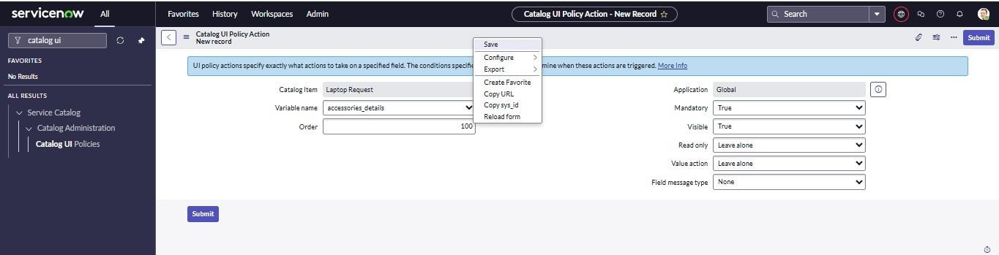 servicenow
All
Favorites
History
Workspaces
Admin
Catalog UI Policy Action - New Record
Search
catalog ui
FAVORITES
No Results
ALL RESULTS
Service Catalog
Catalog Administration
Catalog UI Policies
Catalog UI Policy Action
New record
Submit
Save
Configure
Export
Create Favorite
Copy URL
Copy sys_id
Reload form
UI policy actions specify exactly what actions to take on a specified field. The conditions specifie
mine when these actions are triggered. More Info
Catalog Item
Laptop Request
Variable name
accessories_details
Order
100
Application
Global
Mandatory
True
Visible
True
Read only
Leave alone
Value action
Leave alone
Field message type
None
Submit